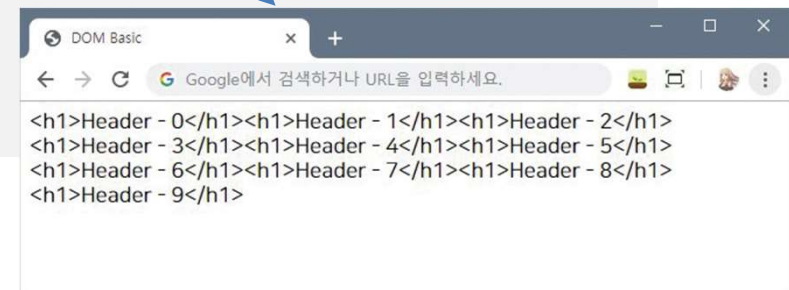 DOM Basic
Google에서 검색하거나 URL을 입력하세요.
<h1>Header - 0</h1><h1>Header - 1</h1><h1>Header - 2</h1>
<h1>Header - 3</h1><h1>Header - 4</h1><h1>Header - 5</h1>
<h1>Header - 6</h1><h1>Header - 7</h1><h1>Header - 8</h1>
<h1>Header - 9</h1>